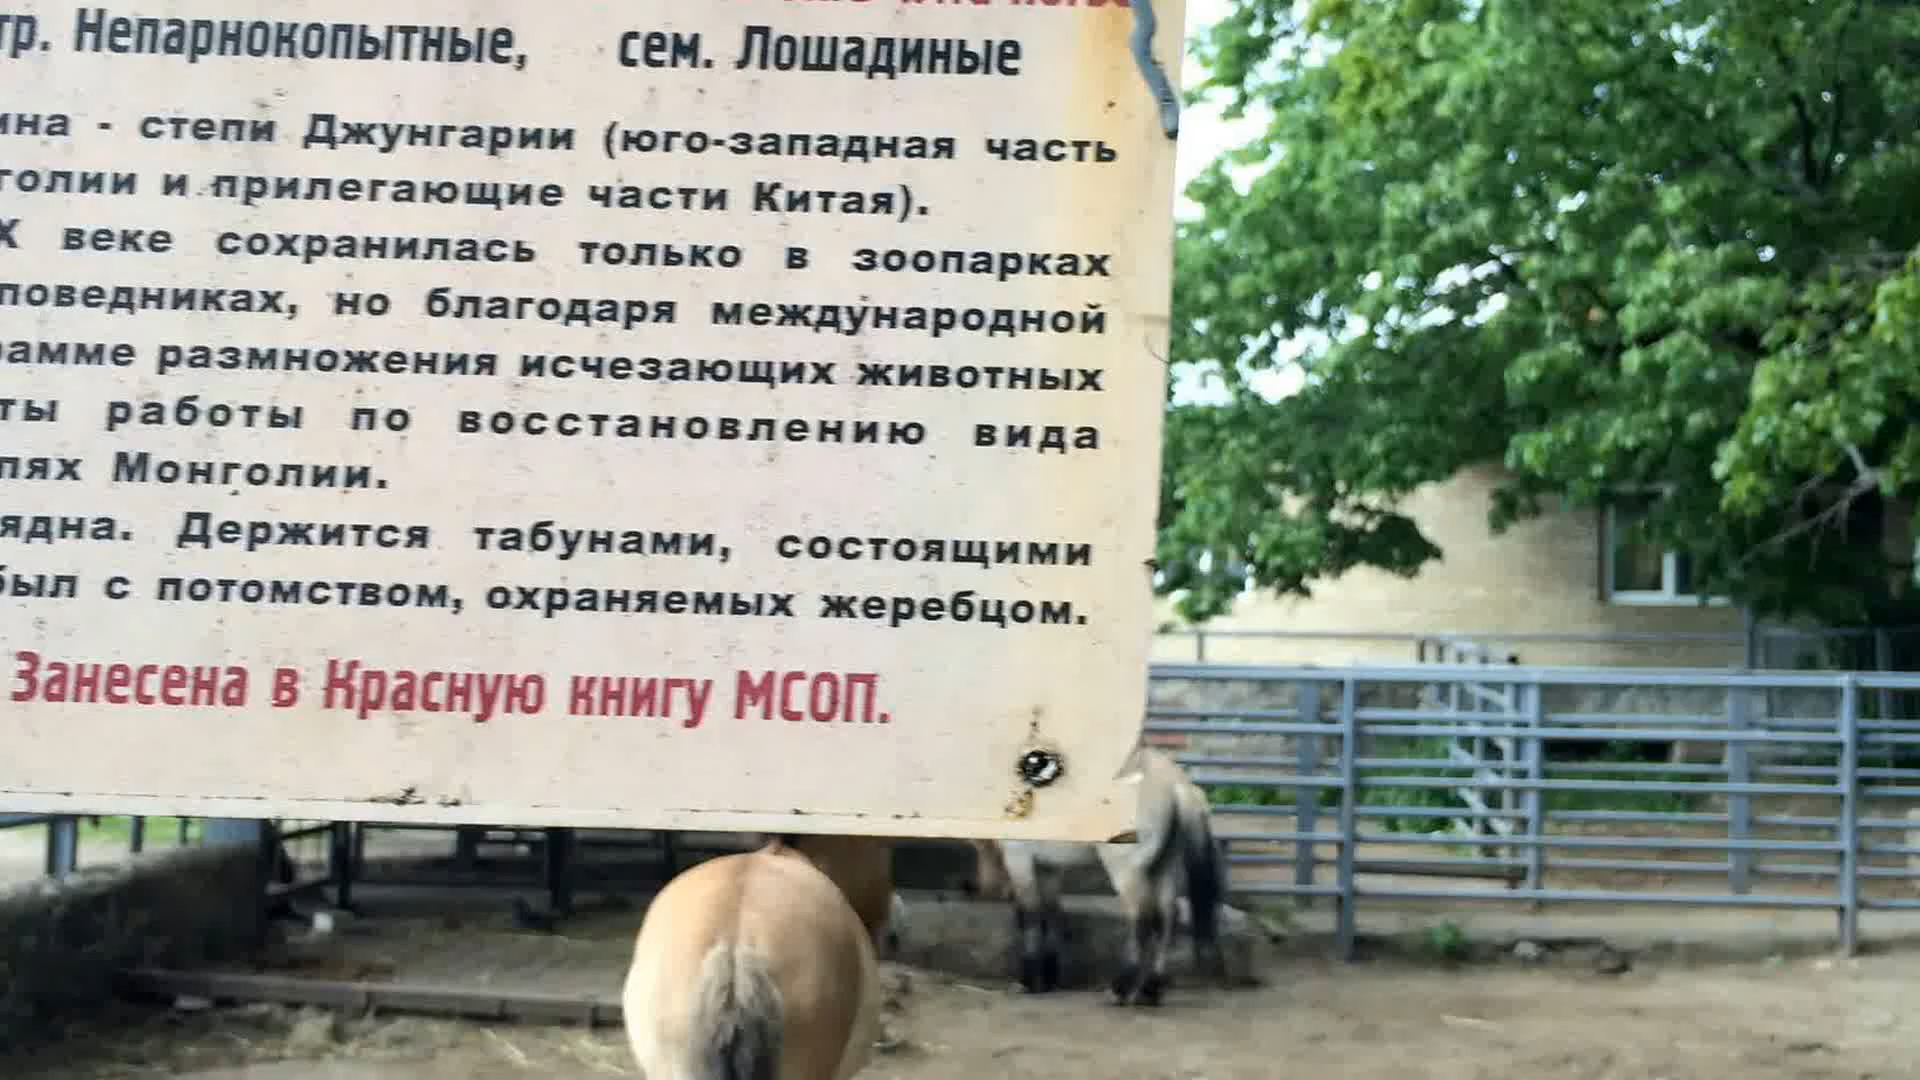 тр. Непарнокопытные, сем. Лошадиные
ина - степи Джунгарии (юго-западная часть
голии и прилегающие части Китая).
X веке сохранилась только в зоопарках
поведниках, но благодаря международной
рамме размножения исчезающих животных
ты работы по восстановлению вида
пях Монголии.
ядна. Держится табунами, состоящими
был с потомством, охраняемых жеребцом.
Занесена в Красную книгу МСОП.